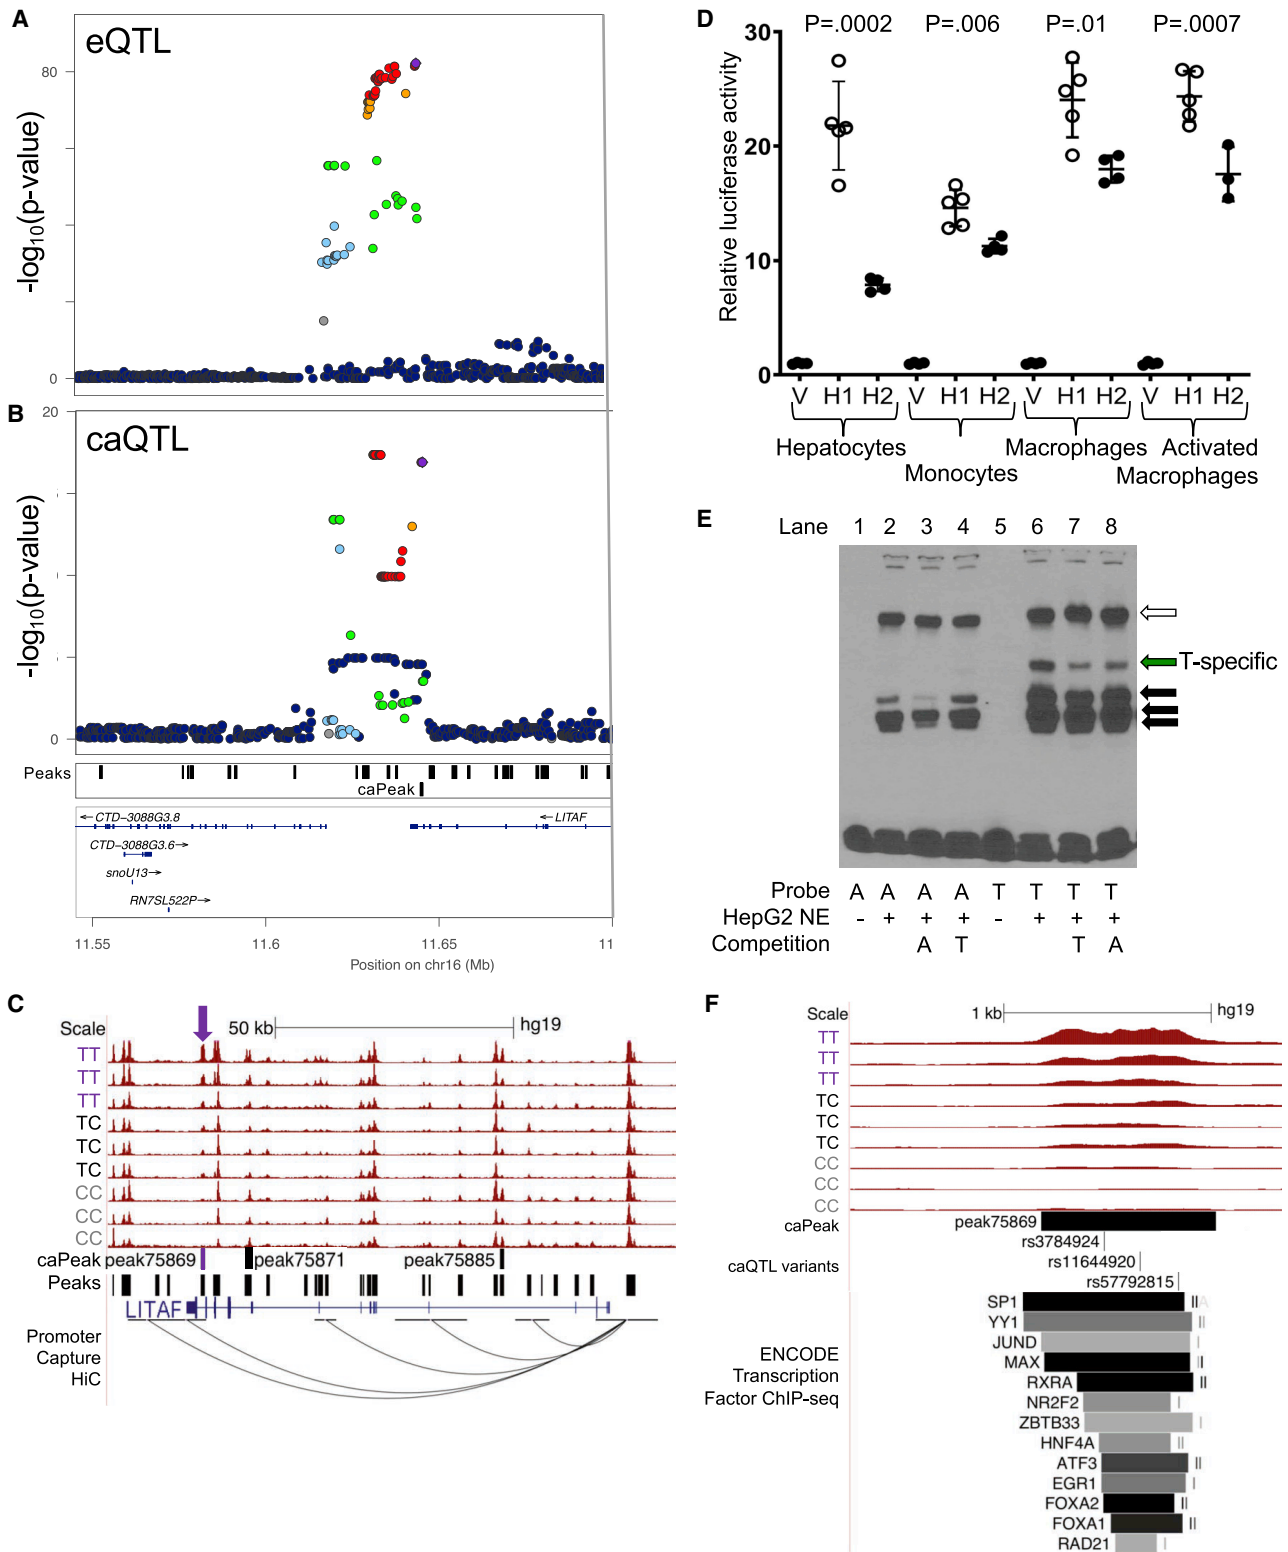 A
eQTL
80
0
-log10(p-value)
B
caQTL
20
0
-log10(p-value)
Peaks
caPeak
←CTD-3088G3.8
←LITAF
CTD-3088G3.6→
snoU13→
RN7SL522P→
11.55 11.6 11.65 11
Position on chr16 (Mb)
C
Scale 50 kb hg19
TT
TT
TT
TC
TC
TC
CC
CC
CC
caPeak peak75869 peak75871 peak75885
Peaks
LITAF
Promoter
Capture
HiC
D
P=.0002 P=.006 P=.01 P=.0007
30
20
10
0
Relative luciferase activity
V H1 H2 V H1 H2 V H1 H2 V H1 H2
Hepatocytes
Monocytes
Macrophages
Activated
Macrophages
E
Lane 1 2 3 4 5 6 7 8
T-specific
Probe A A A A T T T T
HepG2 NE - + + + - + + +
Competition A T T A
F
Scale 1 kb hg19
TT
TT
TT
TC
TC
TC
CC
CC
CC
caPeak peak75869
caQTL variants
rs3784924
rs11644920
rs57792815
ENCODE
Transcription
Factor ChIP-seq
SP1
YY1
JUND
MAX
RXRA
NR2F2
ZBTB33
HNF4A
ATF3
EGR1
FOXA2
FOXA1
RAD21